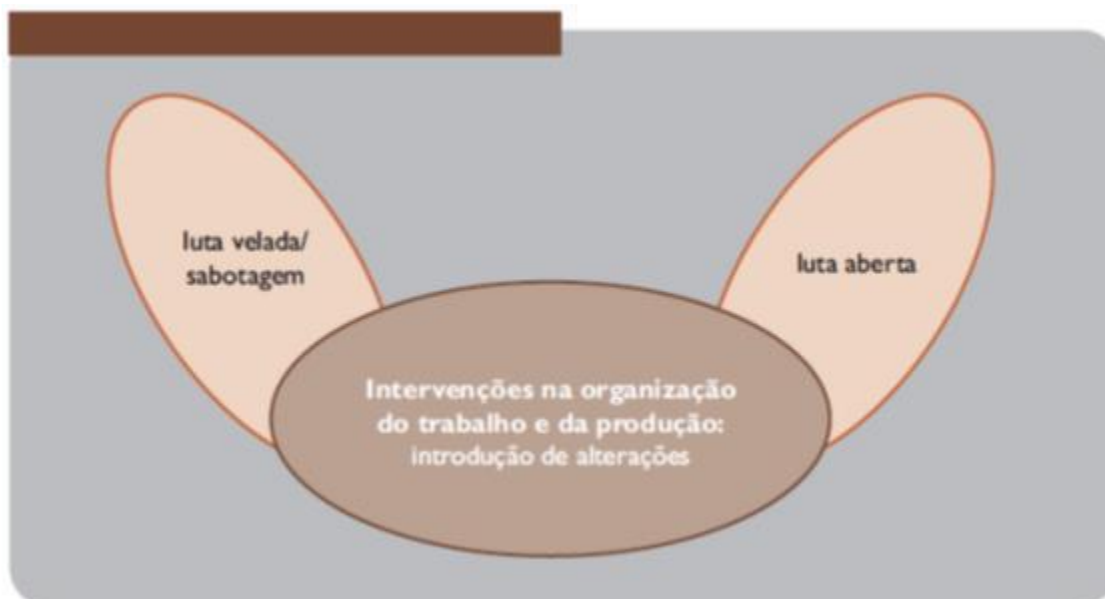 luta velada/
sabotagem
luta aberta
Intervenções na organização
do trabalho e da produção:
introdução de alterações